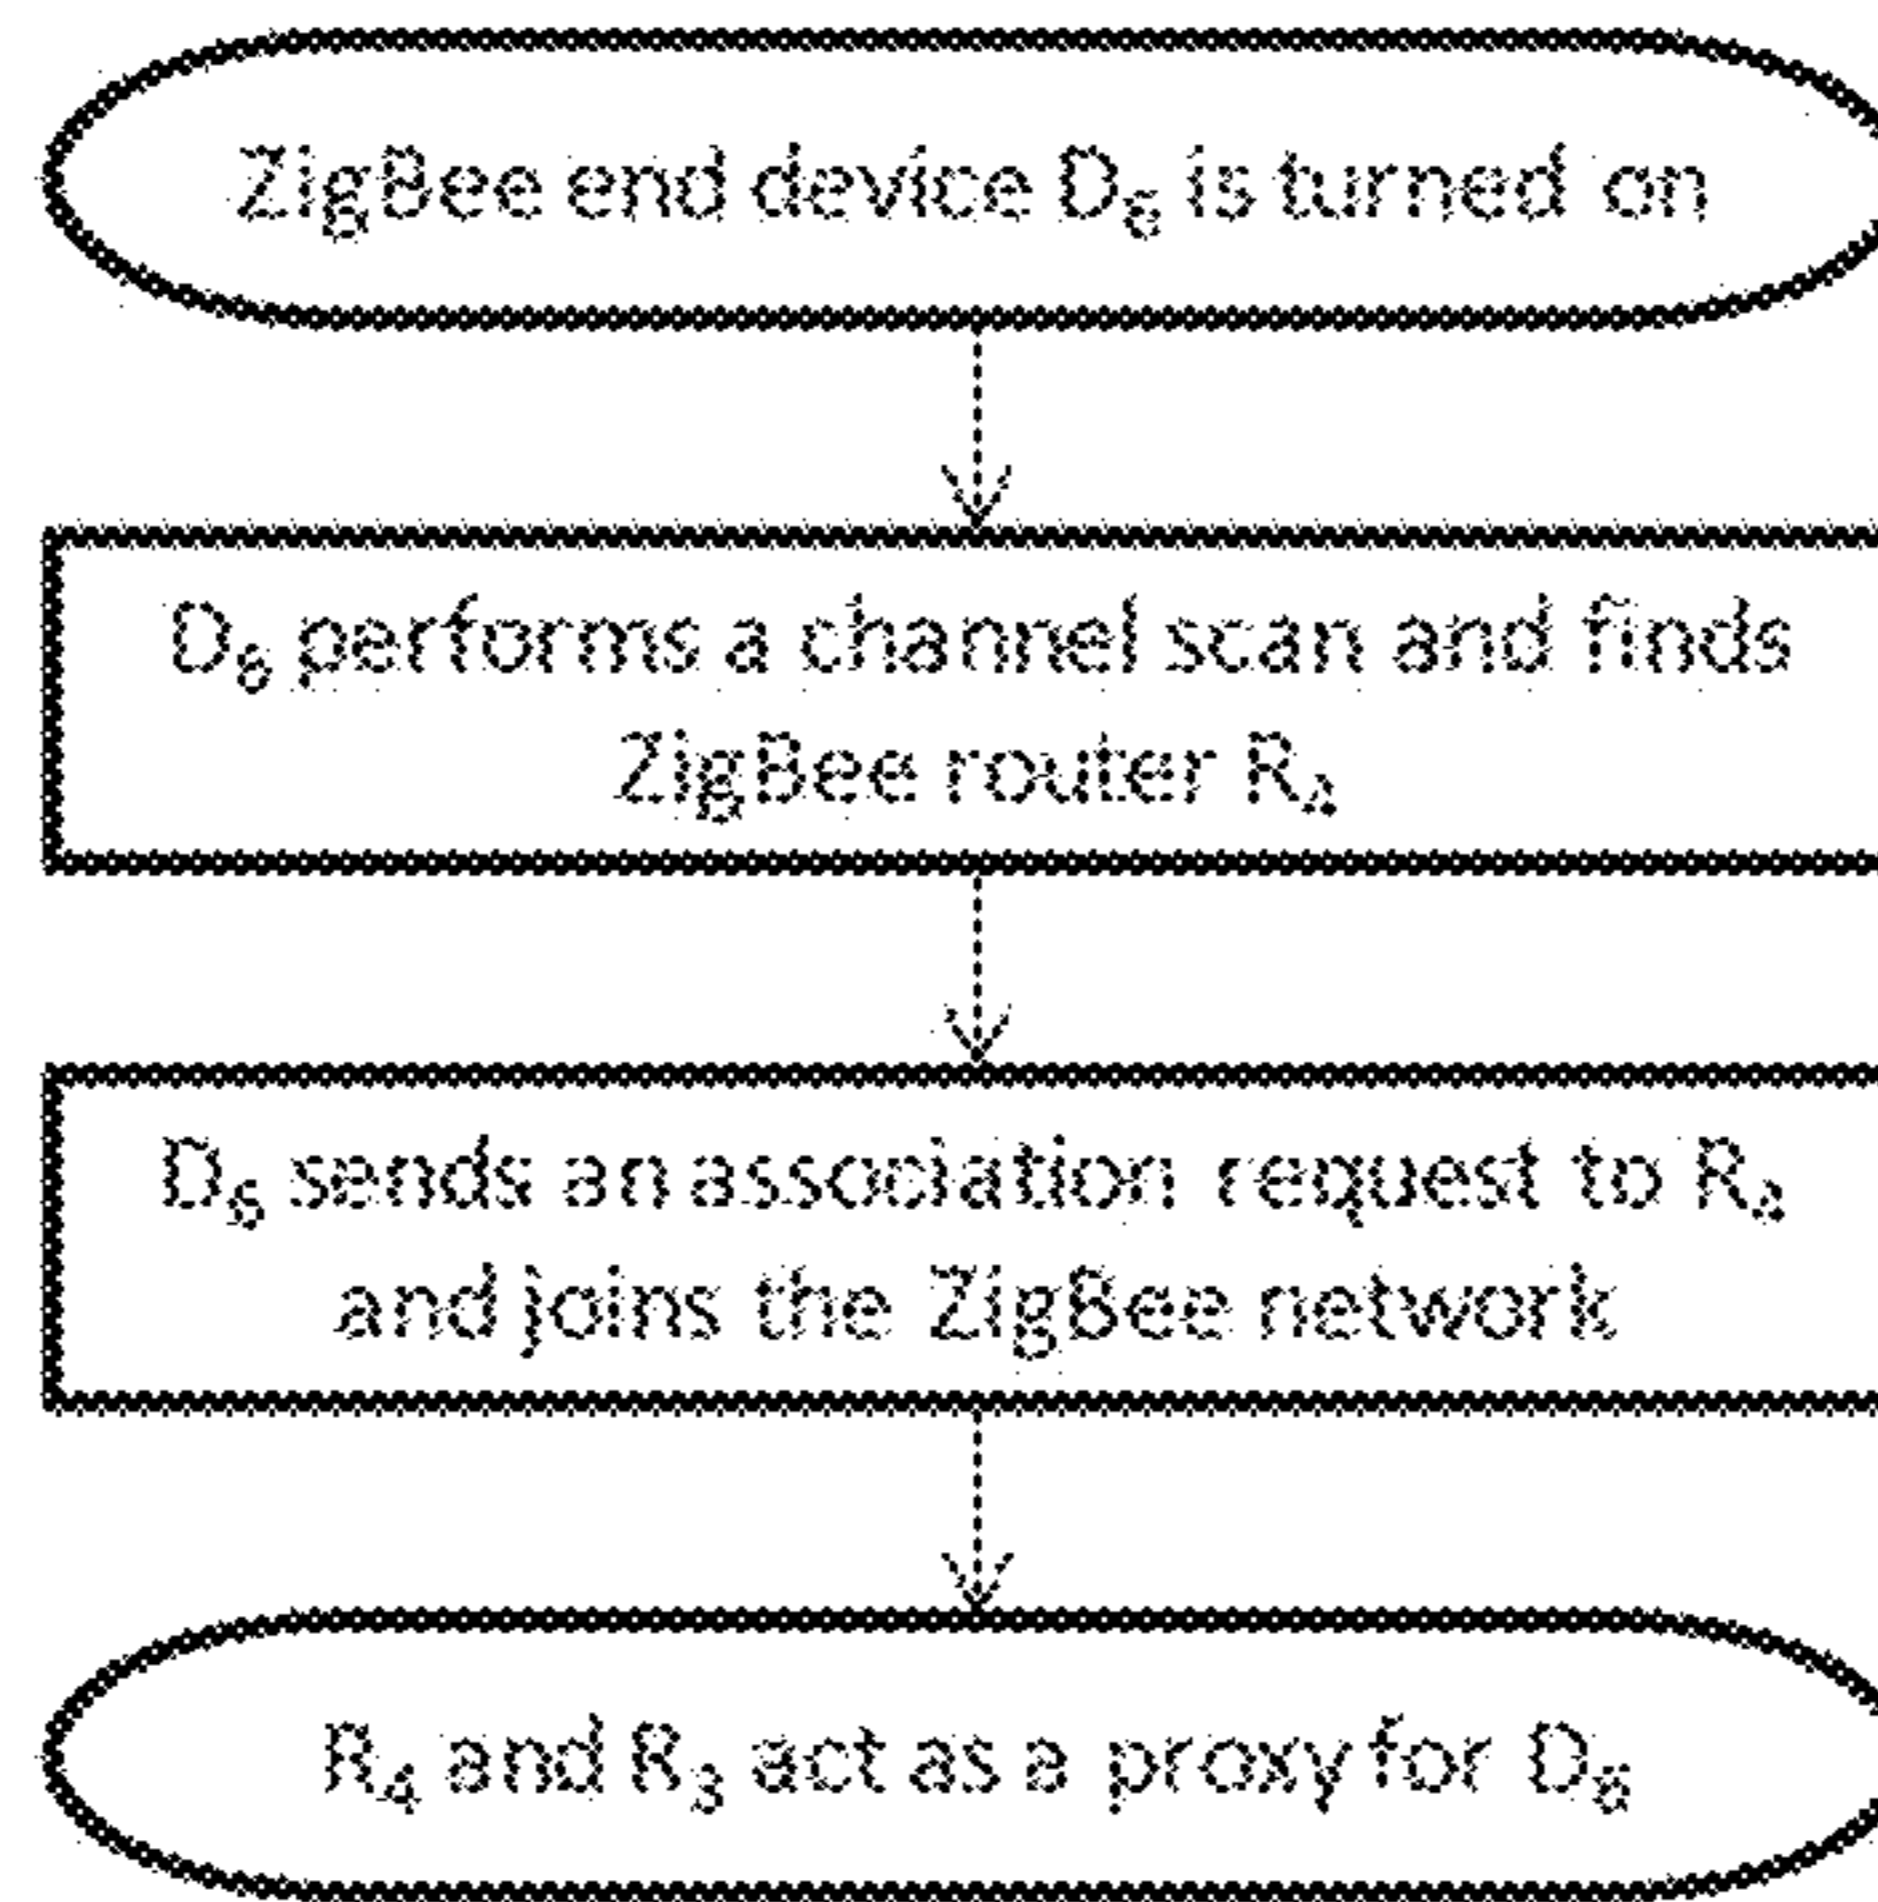 ZigBee end device D₆ is turned on
D₆ performs a channel scan and finds
ZigBee router R₄
D₆ sends an association request to R₄
and joins the ZigBee network
R₄ and R₃ act as a proxy for D₆